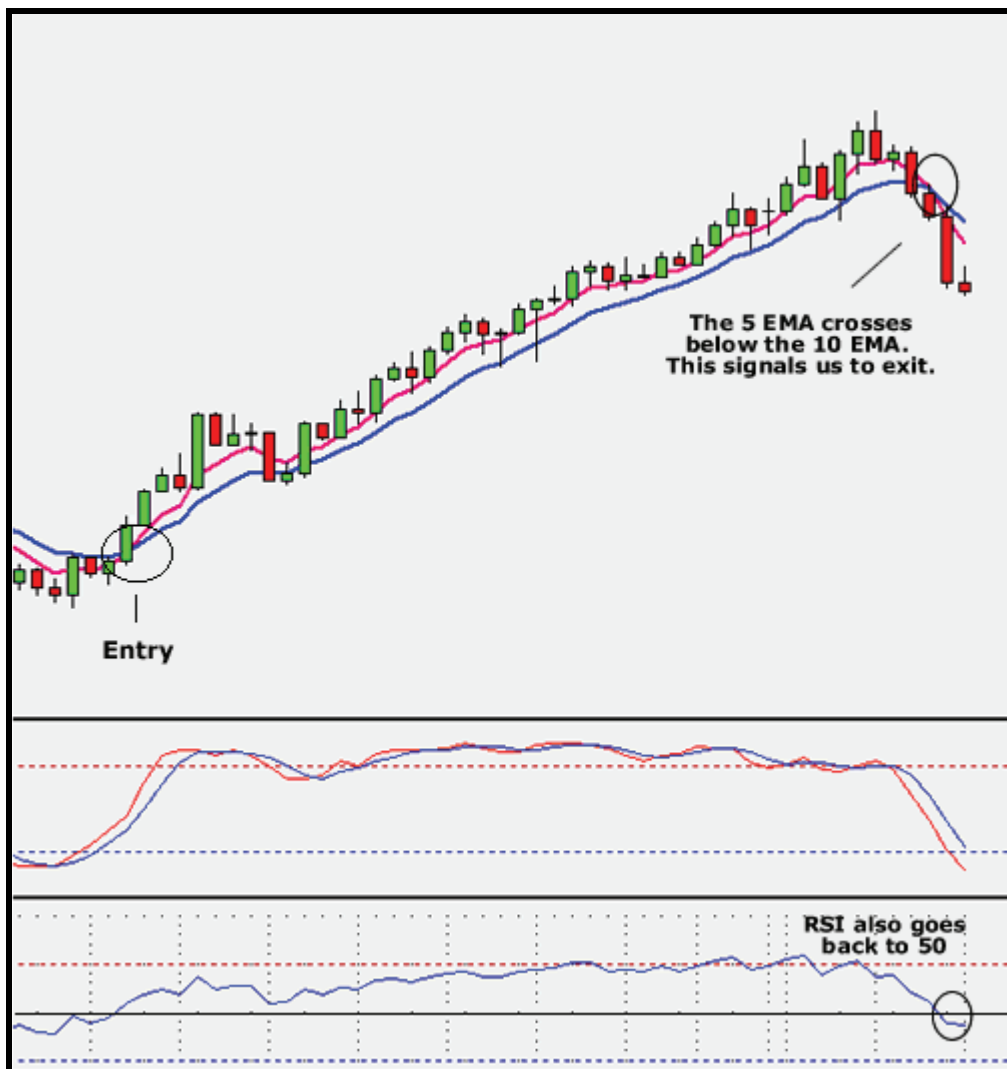 The 5 EMA crosses
below the 10 EMA.
This signals us to exit.
Entry
RSI also goes
back to 50